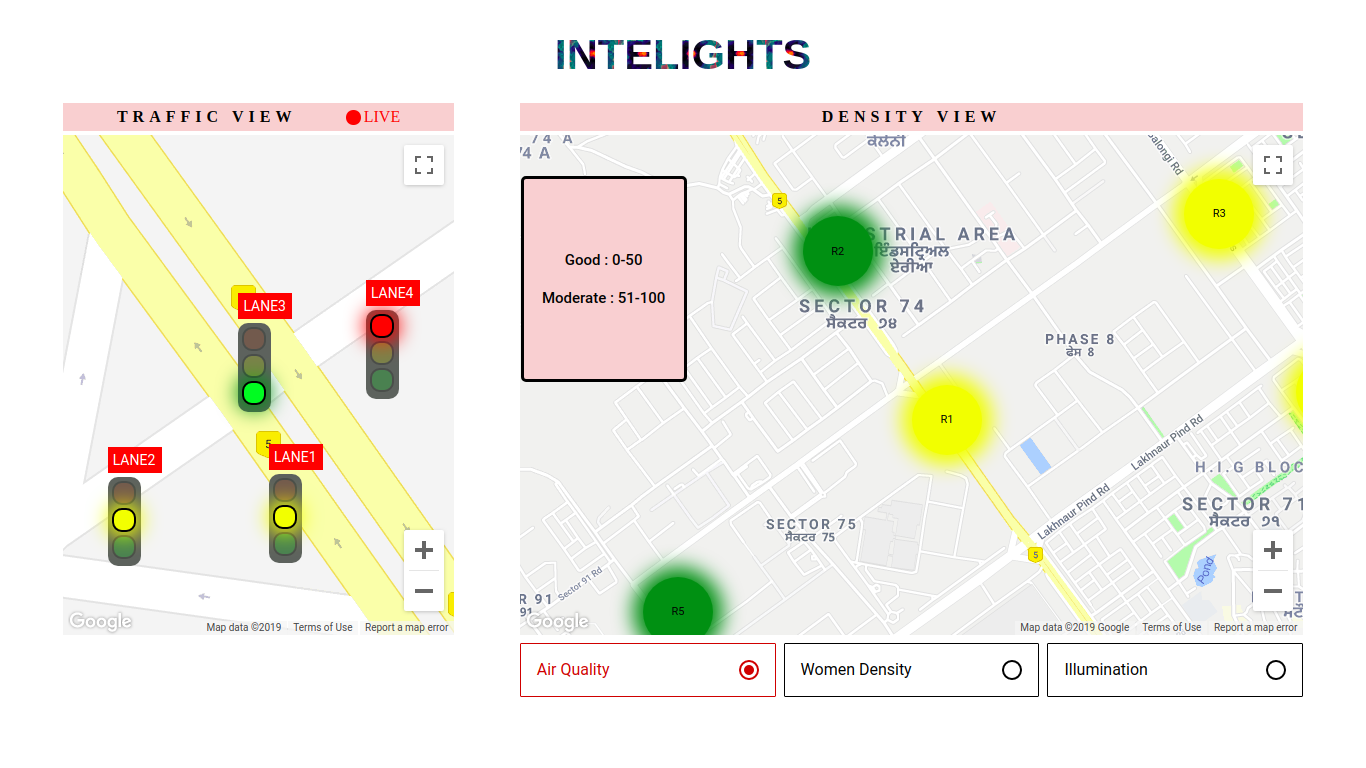 INTELIGHTS
TRAFFIC VIEW
LIVE
LANE3
LANE4
5
LANE2
LANE1
Google
Map data ©2019
Terms of Use
Report a map error
DENSITY VIEW
74 A
74 A
ਕਲੋਨੀ
Good : 0-50
Moderate : 51-100
5
R2
STRIAL AREA
ਇੰਡਸਟ੍ਰਿਅਲ
ਏਰੀਆ
R3
SECTOR 74
ਸੈਕਟਰ ੭੪
PHASE 8
ਫੇਸ 8
R1
Lakhnaur Pind Rd
H.I.G BLOC
SECTOR 71
ਸੈਕਟਰ ੭੧
Lakhnaur Pind Rd
SECTOR 75
ਸੈਕਟਰ 75
5
Pond
Sector 91 Rd
R 91
91
R5
Google
Map data ©2019 Google
Terms of Use
Report a map error
Air Quality
Women Density
Illumination